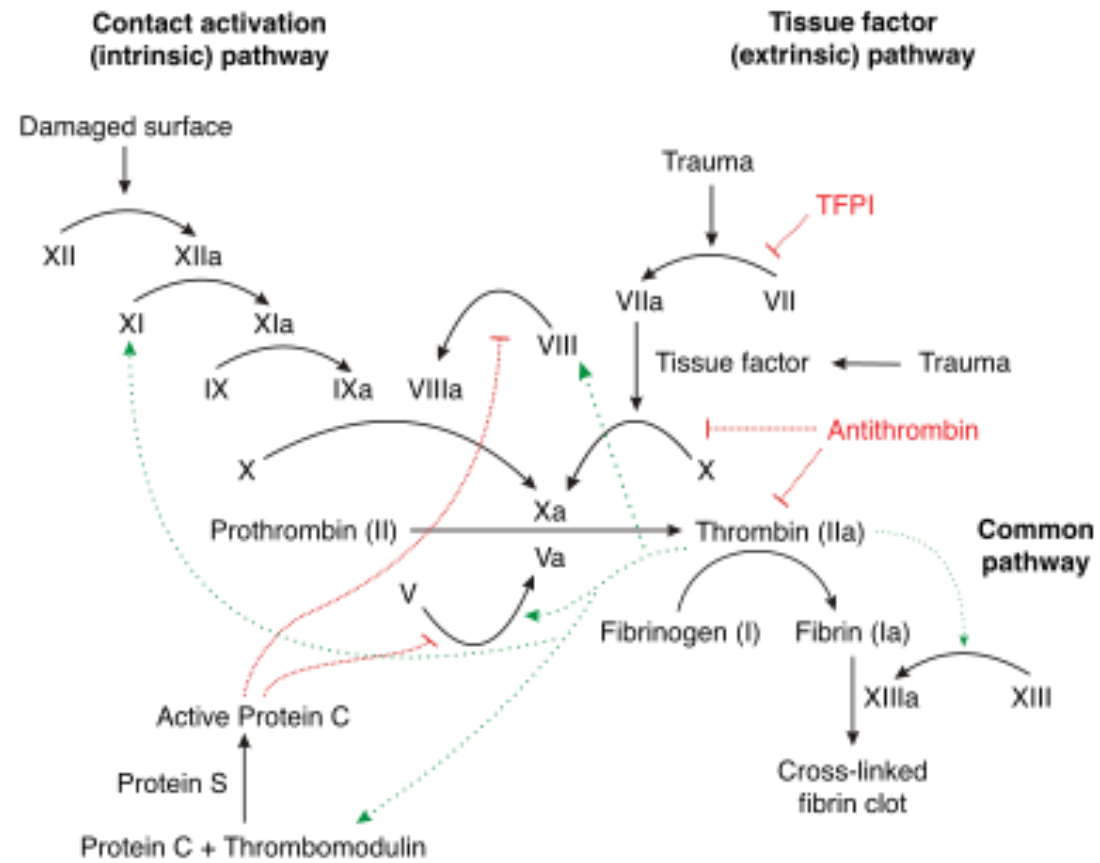 Contact activation
(intrinsic) pathway
Tissue factor
(extrinsic) pathway
Damaged surface
Trauma
TFPI
XII
XIIa
VIIa
VII
XI
XIa
VIII
Tissue factor
Trauma
IX
IXa
VIIIa
Antithrombin
X
X
Xa
Prothrombin (II)
Thrombin (IIa)
Common
pathway
Va
V
Fibrinogen (I)
Fibrin (Ia)
XIIIa
XIII
Active Protein C
Protein S
Cross-linked
fibrin clot
Protein C + Thrombomodulin